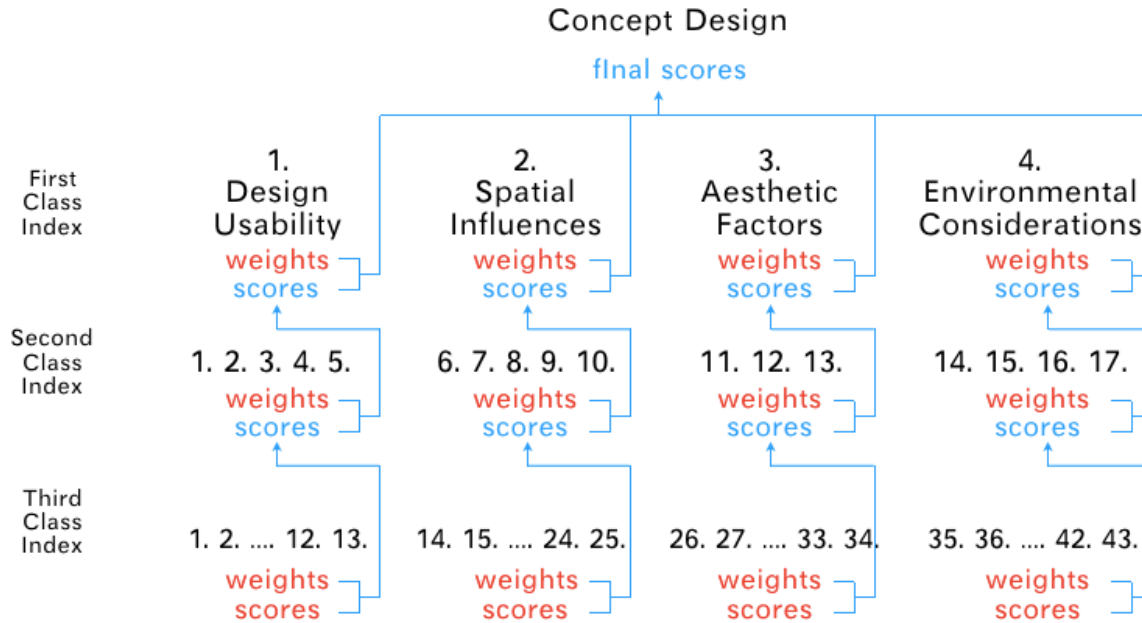 Concept Design
fInal scores
First
Class
Index
1.
Design
Usability
weights
scores
2.
Spatial
Influences
weights
scores
3.
Aesthetic
Factors
weights
scores
4.
Environmental
Considerations
weights
scores
Second
Class
Index
1. 2. 3. 4. 5.
weights
scores
6. 7. 8. 9. 10.
weights
scores
11. 12. 13.
weights
scores
14. 15. 16. 17.
weights
scores
Third
Class
Index
1. 2. .... 12. 13.
weights
scores
14. 15. .... 24. 25.
weights
scores
26. 27. .... 33. 34.
weights
scores
35. 36. .... 42. 43.
weights
scores